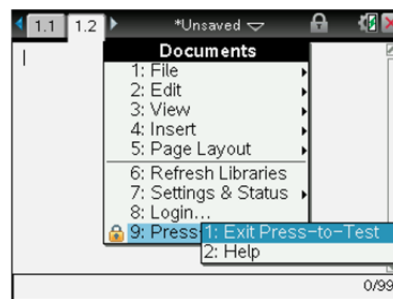 1.1 1.2 *Unsaved
Documents
1: File
2: Edit
3: View
4: Insert
5: Page Layout
6: Refresh Libraries
7: Settings & Status
8: Login...
9: Press- 1: Exit Press-to-Test
2: Help
0/99